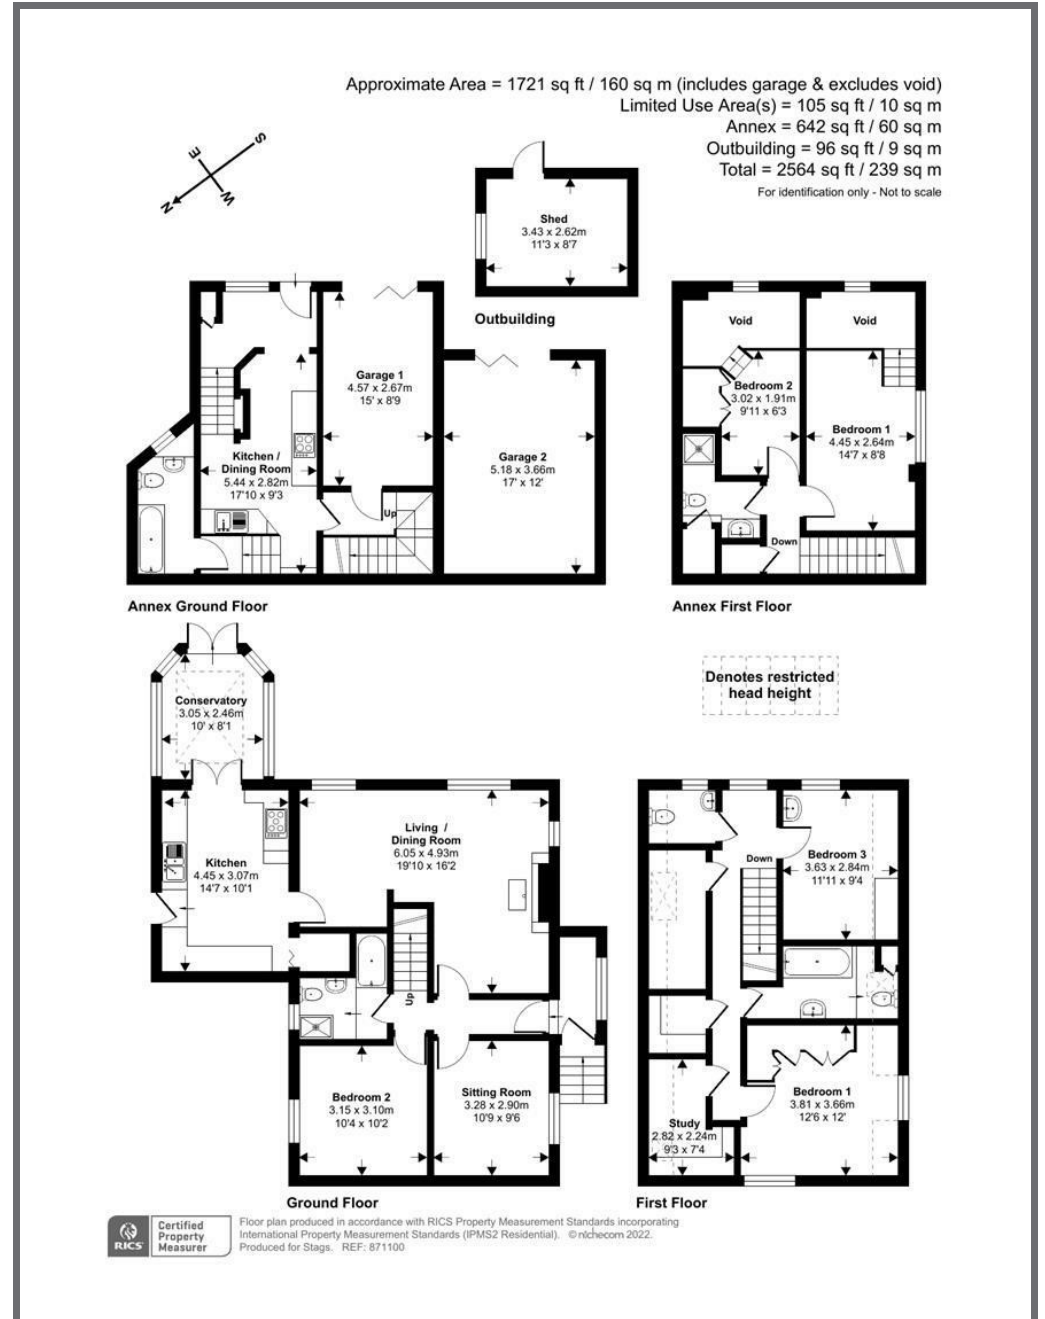 Approximate Area = 1721 sq ft / 160 sq m (includes garage & excludes void)
Limited Use Area(s) = 105 sq ft / 10 sq m
Annex = 642 sq ft / 60 sq m
Outbuilding = 96 sq ft / 9 sq m
Total = 2564 sq ft / 239 sq m
For identification only - Not to scale
S
E
W
N
Shed
3.43 x 2.62m
11'3 x 8'7
Outbuilding
Garage 1
4.57 x 2.67m
15' x 8'9
Kitchen /
Dining Room
5.44 x 2.82m
17'10 x 9'3
Up
Garage 2
5.18 x 3.66m
17' x 12'
Annex Ground Floor
Void
Void
Bedroom 2
3.02 x 1.91m
9'11 x 6'3
Bedroom 1
4.45 x 2.64m
14'7 x 8'8
Down
Annex First Floor
Denotes restricted
head height
Conservatory
3.05 x 2.46m
10' x 8'1
Kitchen
4.45 x 3.07m
14'7 x 10'1
Living /
Dining Room
6.05 x 4.93m
19'10 x 16'2
Up
Bedroom 2
3.15 x 3.10m
10'4 x 10'2
Sitting Room
3.28 x 2.90m
10'9 x 9'6
Ground Floor
Down
Bedroom 3
3.63 x 2.84m
11'11 x 9'4
Bedroom 1
3.81 x 3.66m
12'6 x 12'
Study
2.82 x 2.24m
9'3 x 7'4
First Floor
RICS
Certified
Property
Measurer
Floor plan produced in accordance with RICS Property Measurement Standards incorporating
International Property Measurement Standards (IPMS2 Residential). © nichecom 2022.
Produced for Stags. REF: 871100